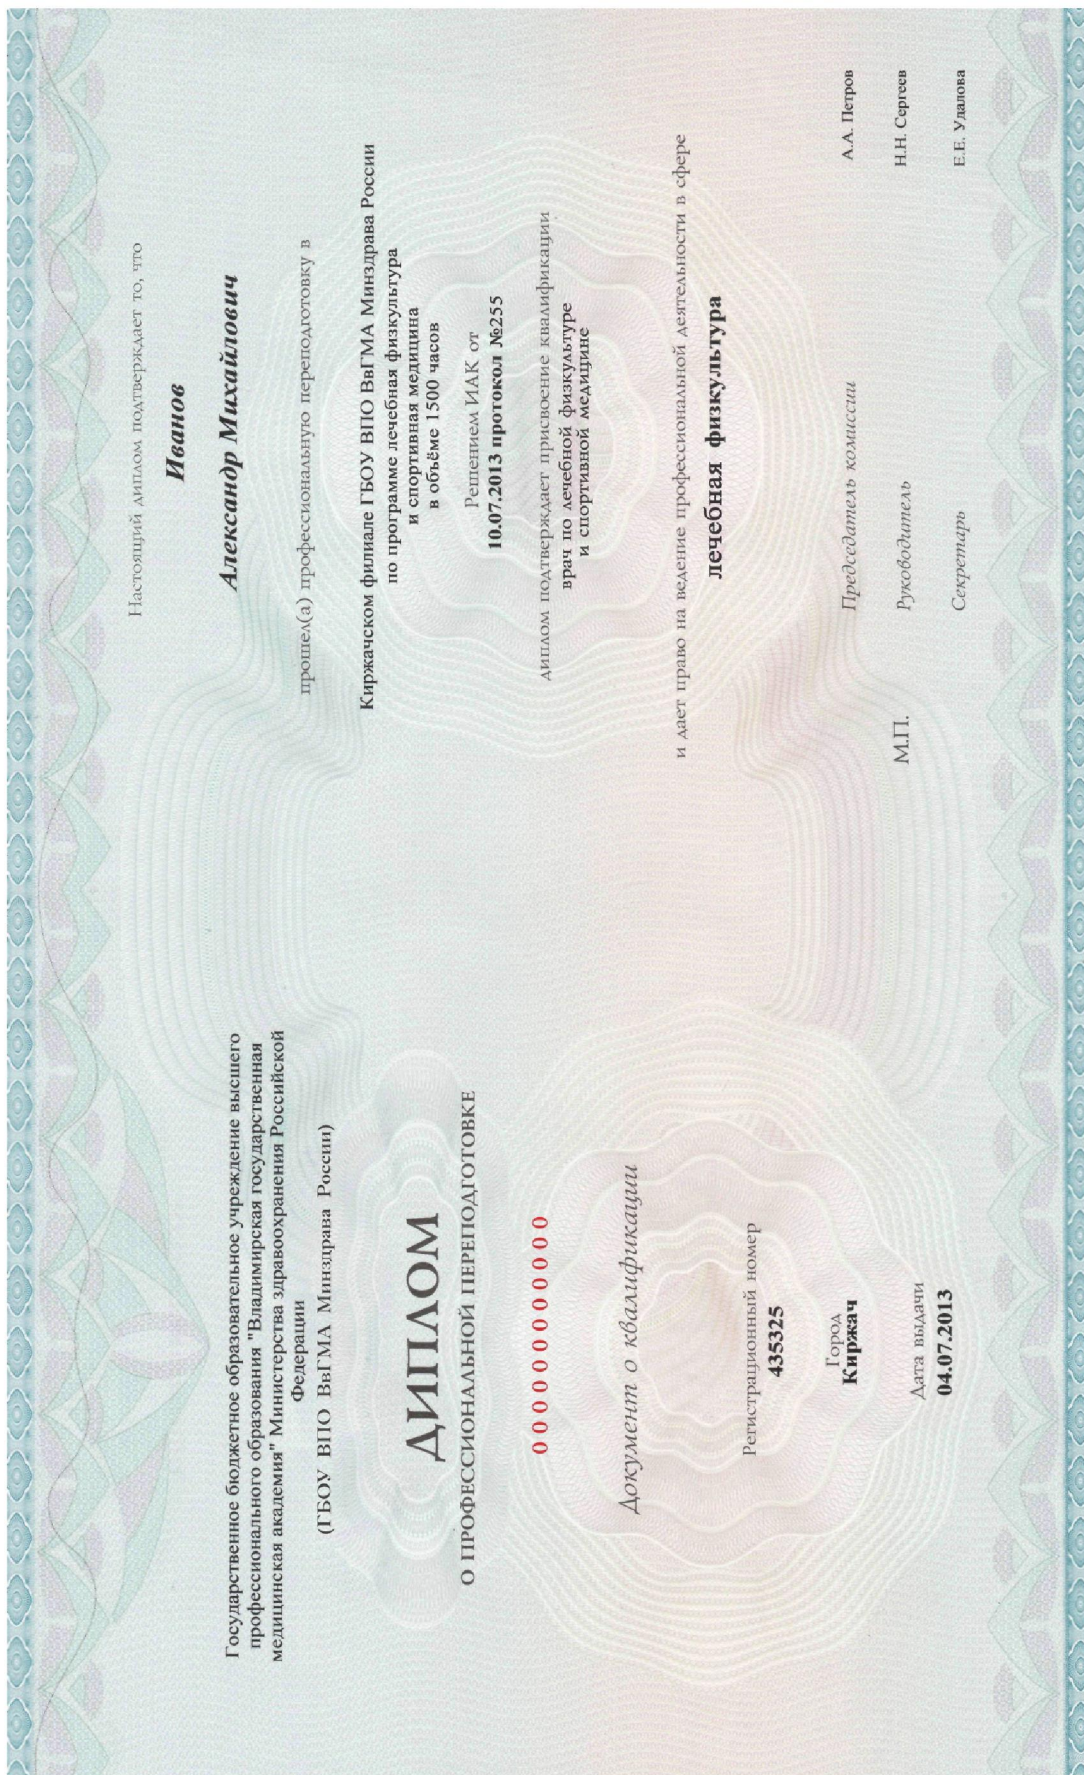 Государственное бюджетное образовательное учреждение высшего
профессионального образования "Владимирская государственная
медицинская академия" Министерства здравоохранения Российской
Федерации
(ГБОУ ВПО ВвГМА Минздрава России)
ДИПЛОМ
О ПРОФЕССИОНАЛЬНОЙ ПЕРЕПОДГОТОВКЕ
000000000000
Документ о квалификации
Регистрационный номер
435325
Город
Киржач
Дата выдачи
04.07.2013
Настоящий диплом подтверждает то, что
Иванов
Александр Михайлович
прошел(а) профессиональную переподготовку в
Киржачском филиале ГБОУ ВПО ВвГМА Минздрава России
по программе лечебная физкультура
и спортивная медицина
в объёме 1500 часов
Решением ИАК от
10.07.2013 протокол №255
диплом подтверждает присвоение квалификации
врач по лечебной физкультуре
и спортивной медицине
и дает право на ведение профессиональной деятельности в сфере
лечебная физкультура
Председатель комиссии А.А. Петров
М.П. Руководитель Н.Н. Сергеев
Секретарь Е.Е. Удалова